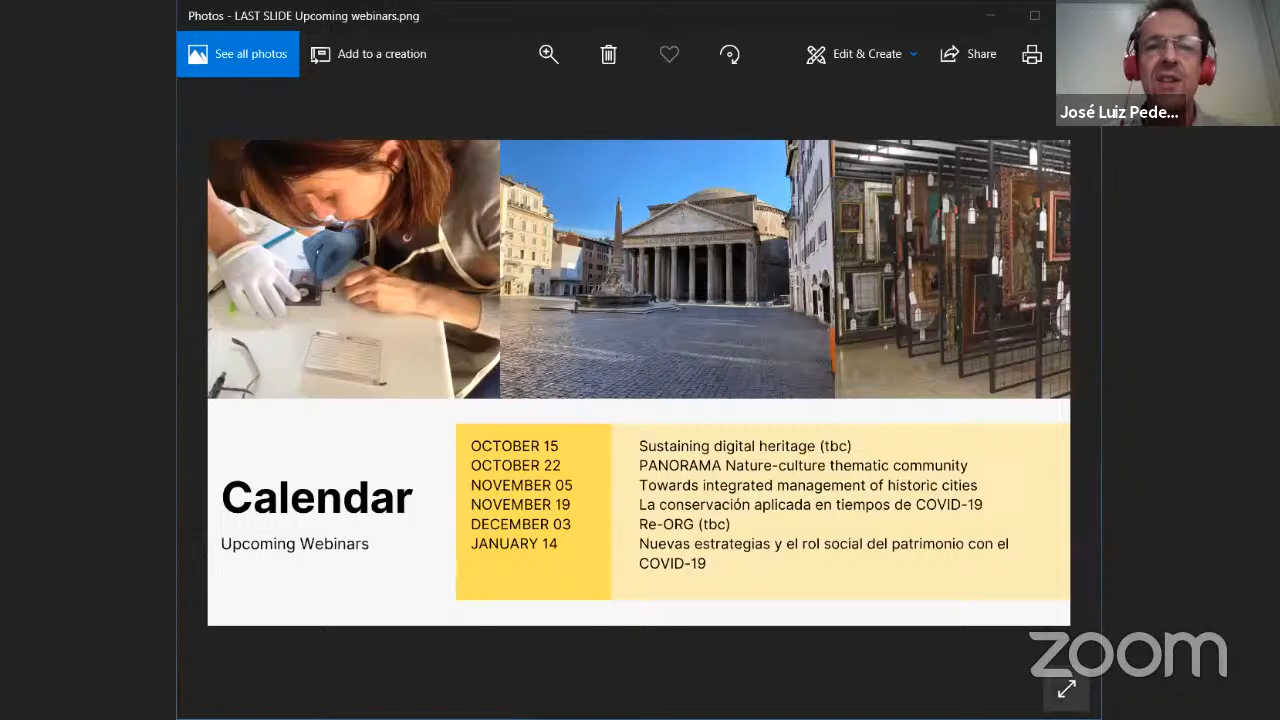 Photos - LAST SLIDE Upcoming webinars.png
See all photos
Add to a creation
Edit & Create
Share
José Luiz Pede...
Calendar
Upcoming Webinars
OCTOBER 15 Sustaining digital heritage (tbc)
OCTOBER 22 PANORAMA Nature-culture thematic community
NOVEMBER 05 Towards integrated management of historic cities
NOVEMBER 19 La conservación aplicada en tiempos de COVID-19
DECEMBER 03 Re-ORG (tbc)
JANUARY 14 Nuevas estrategias y el rol social del patrimonio con el
COVID-19
zoom